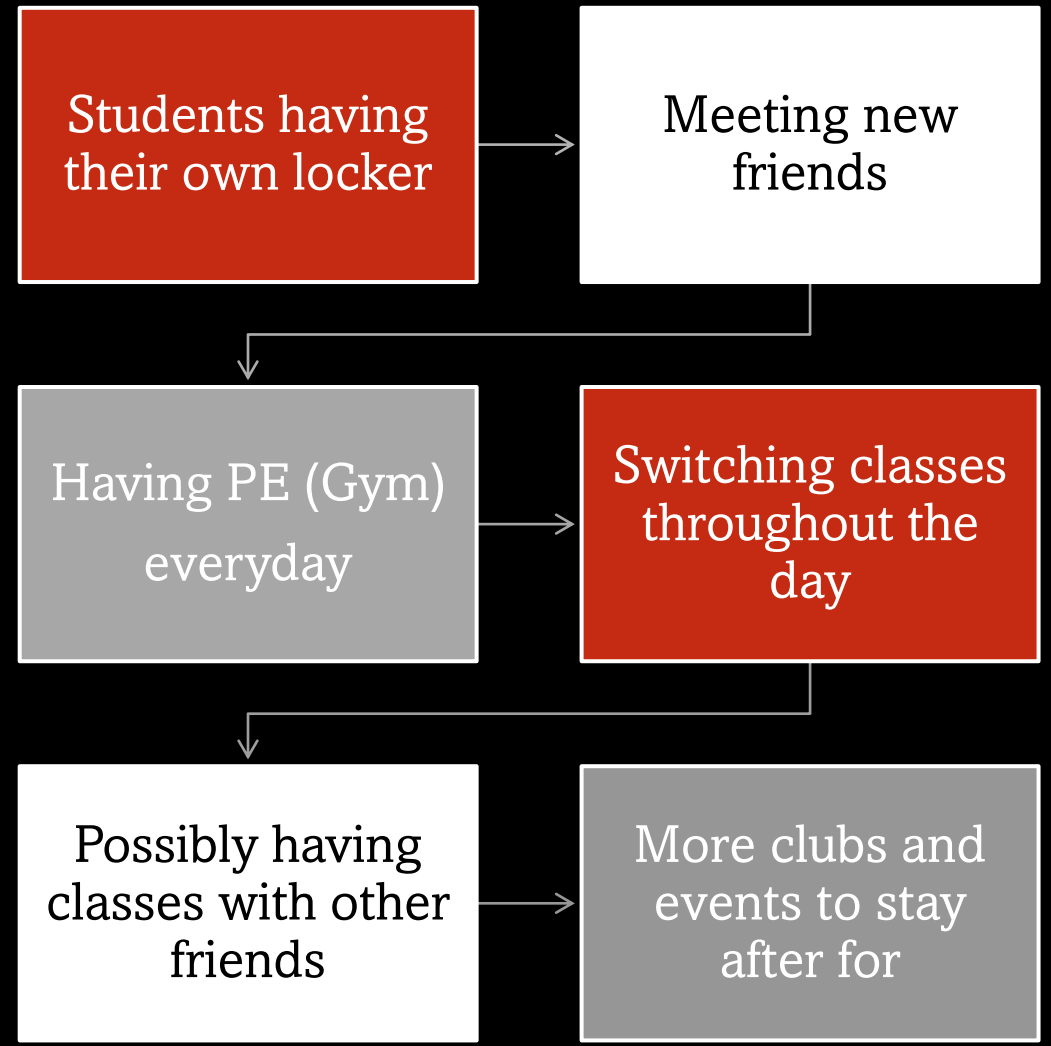 Students having
their own locker
Meeting new
friends
Having PE (Gym)
everyday
Switching classes
throughout the
day
Possibly having
classes with other
friends
More clubs and
events to stay
after for